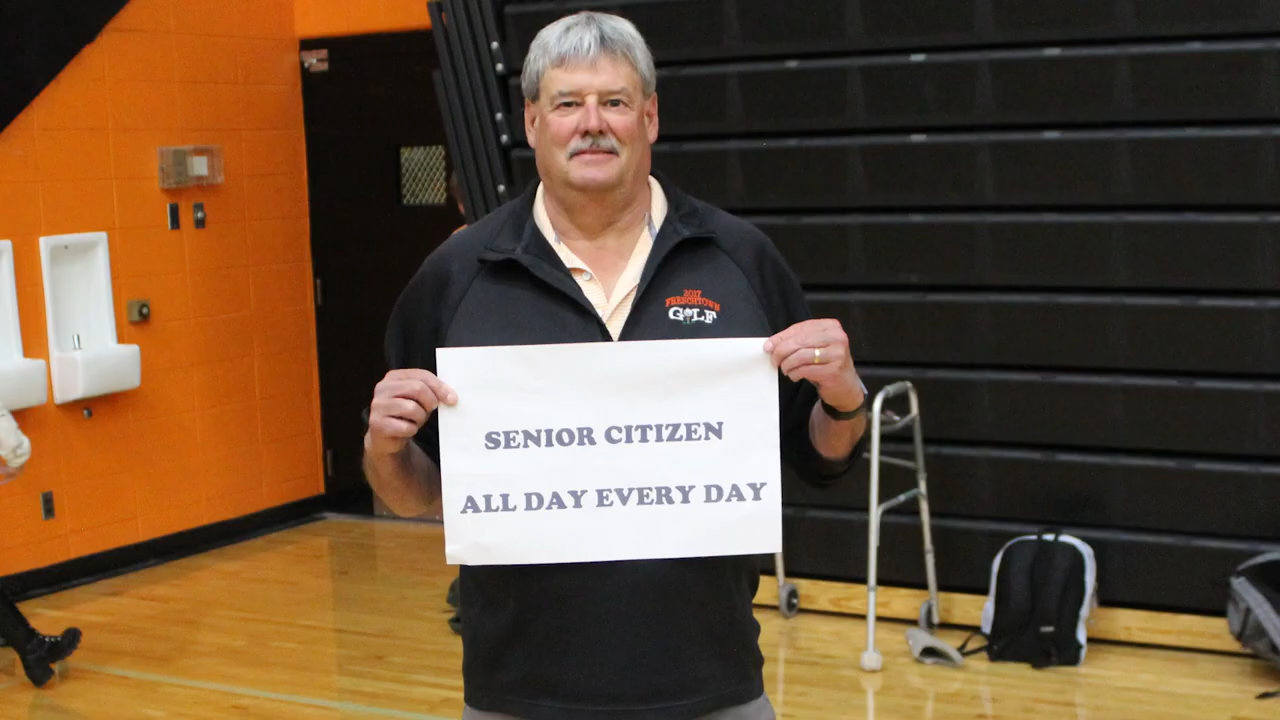 2017
FRENCHTOWN
GOLF
SENIOR CITIZEN
ALL DAY EVERY DAY